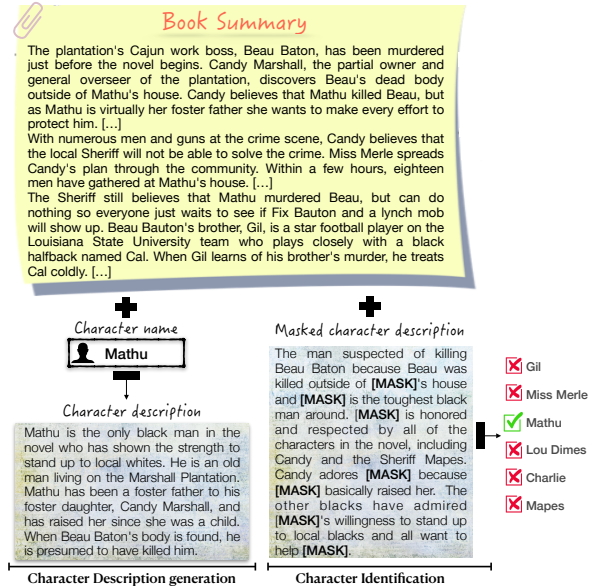 Book Summary
The plantation's Cajun work boss, Beau Baton, has been murdered
just before the novel begins. Candy Marshall, the partial owner and
general overseer of the plantation, discovers Beau's dead body
outside of Mathu's house. Candy believes that Mathu killed Beau, but
as Mathu is virtually her foster father she wants to make every effort to
protect him. [...]
With numerous men and guns at the crime scene, Candy believes that
the local Sheriff will not be able to solve the crime. Miss Merle spreads
Candy's plan through the community. Within a few hours, eighteen
men have gathered at Mathu's house. [...]
The Sheriff still believes that Mathu murdered Beau, but can do
nothing so everyone just waits to see if Fix Bauton and a lynch mob
will show up. Beau Bauton's brother, Gil, is a star football player on the
Louisiana State University team who plays closely with a black
halfback named Cal. When Gil learns of his brother's murder, he treats
Cal coldly. [...]
Character name
Mathu
Character description
Mathu is the only black man in the
novel who has shown the strength to
stand up to local whites. He is an old
man living on the Marshall Plantation.
Mathu has been a foster father to his
foster daughter, Candy Marshall, and
has raised her since she was a child.
When Beau Baton's body is found, he
is presumed to have killed him.
Character Description generation
Masked character description
The man suspected of killing
Beau Baton because Beau was
killed outside of [MASK]'s house
and [MASK] is the toughest black
man around. [MASK] is honored
and respected by all of the
characters in the novel, including
Candy and the Sheriff Mapes.
Candy adores [MASK] because
[MASK] basically raised her. The
other blacks have admired
[MASK]'s willingness to stand up
to local blacks and all want to
help [MASK].
Character Identification
Gil
Miss Merle
Mathu
Lou Dimes
Charlie
Mapes